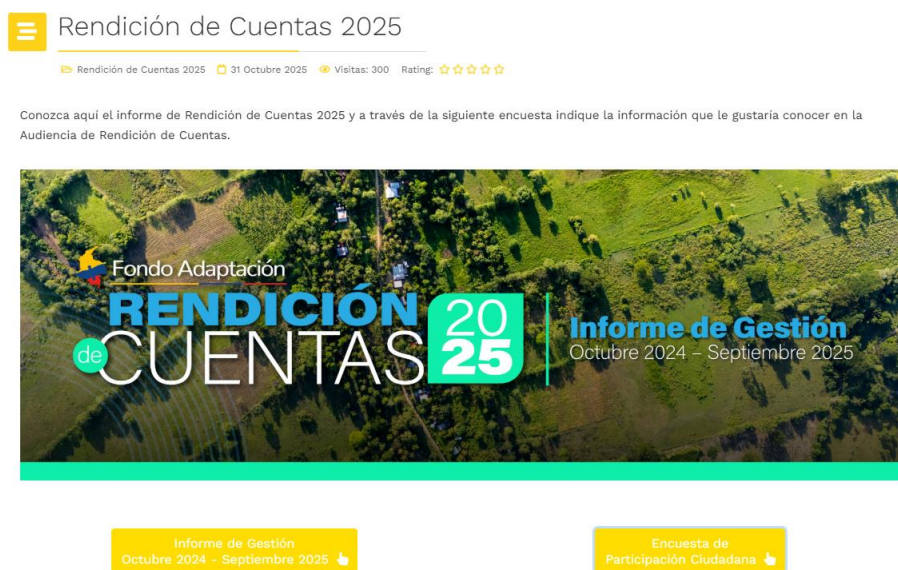 Rendición de Cuentas 2025
Rendición de Cuentas 2025 31 Octubre 2025 Visitas: 300 Rating:
Conozca aquí el informe de Rendición de Cuentas 2025 y a través de la siguiente encuesta indique la información que le gustaría conocer en la
Audiencia de Rendición de Cuentas.
Fondo Adaptación
RENDICIÓN
de CUENTAS
20
25
Informe de Gestión
Octubre 2024 – Septiembre 2025
Informe de Gestión
Octubre 2024 - Septiembre 2025
Encuesta de
Participación Ciudadana